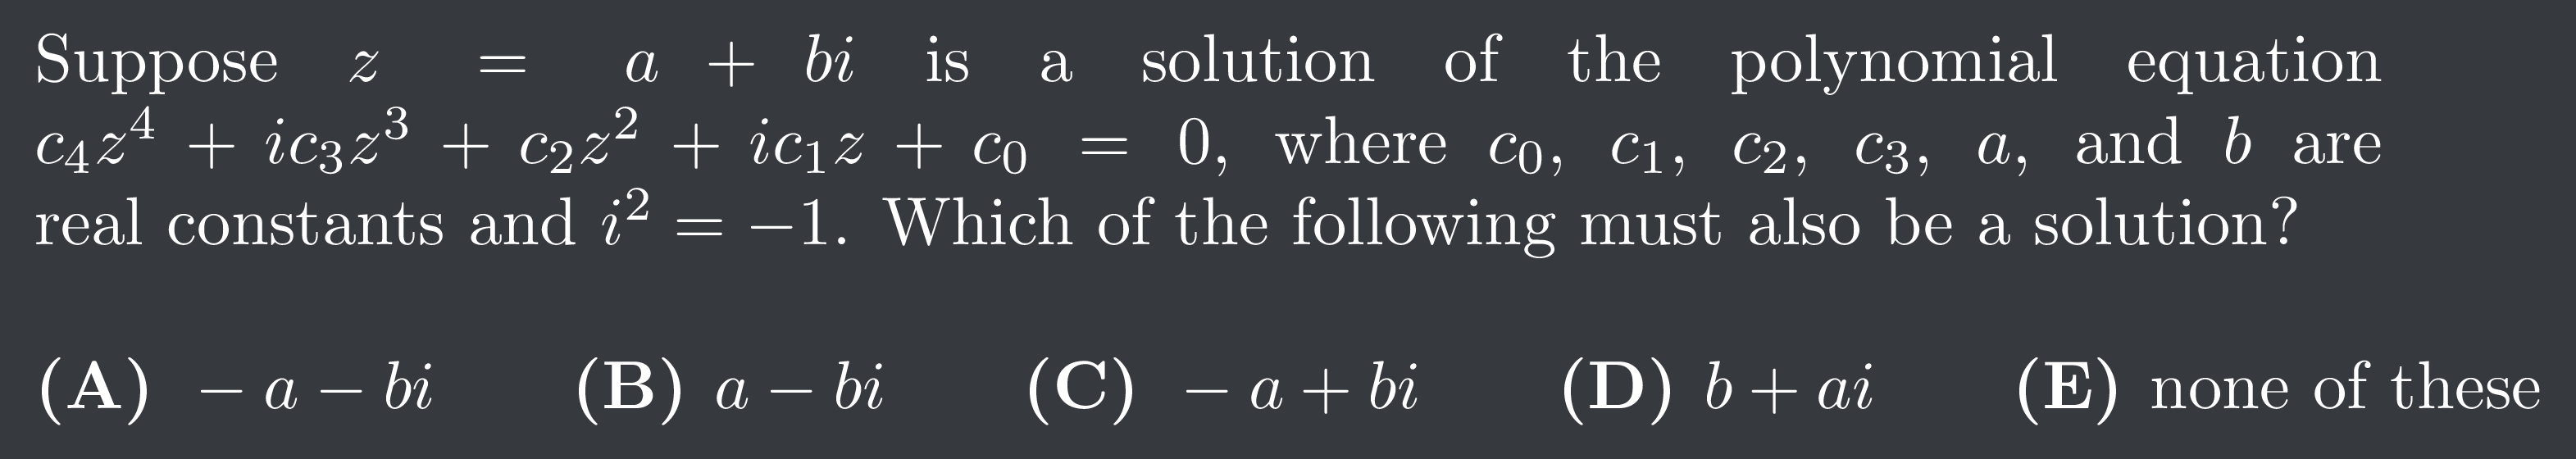 Suppose z = a + bi is a solution of the polynomial equation
c₄z⁴ + ic₃z³ + c₂z² + ic₁z + c₀ = 0, where c₀, c₁, c₂, c₃, a, and b are
real constants and i² = −1. Which of the following must also be a solution?
(A) − a − bi (B) a − bi (C) − a + bi (D) b + ai (E) none of these